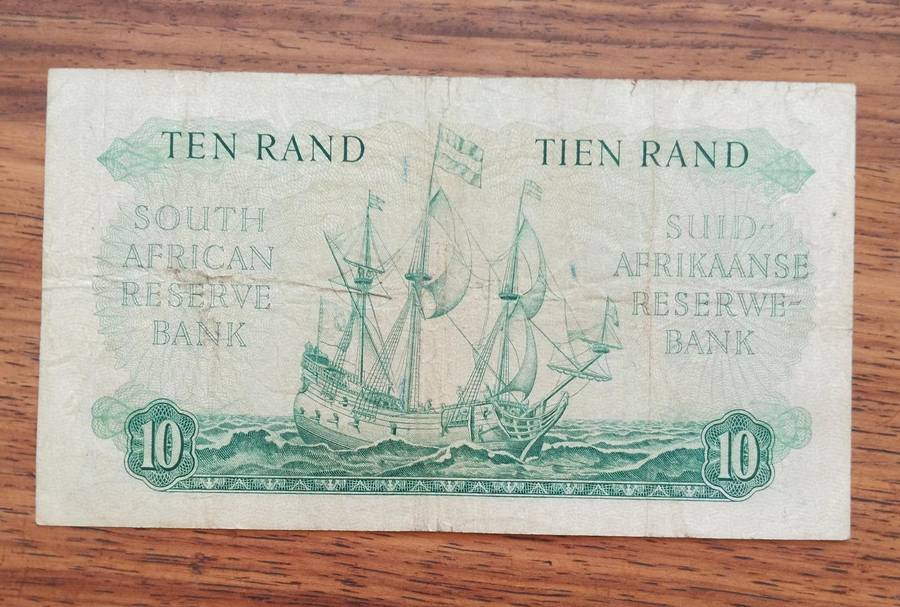 TEN RAND
TIEN RAND
SOUTH
AFRICAN
RESERVE
BANK
SUID-
AFRIKAANSE
RESERWE-
BANK
10
10